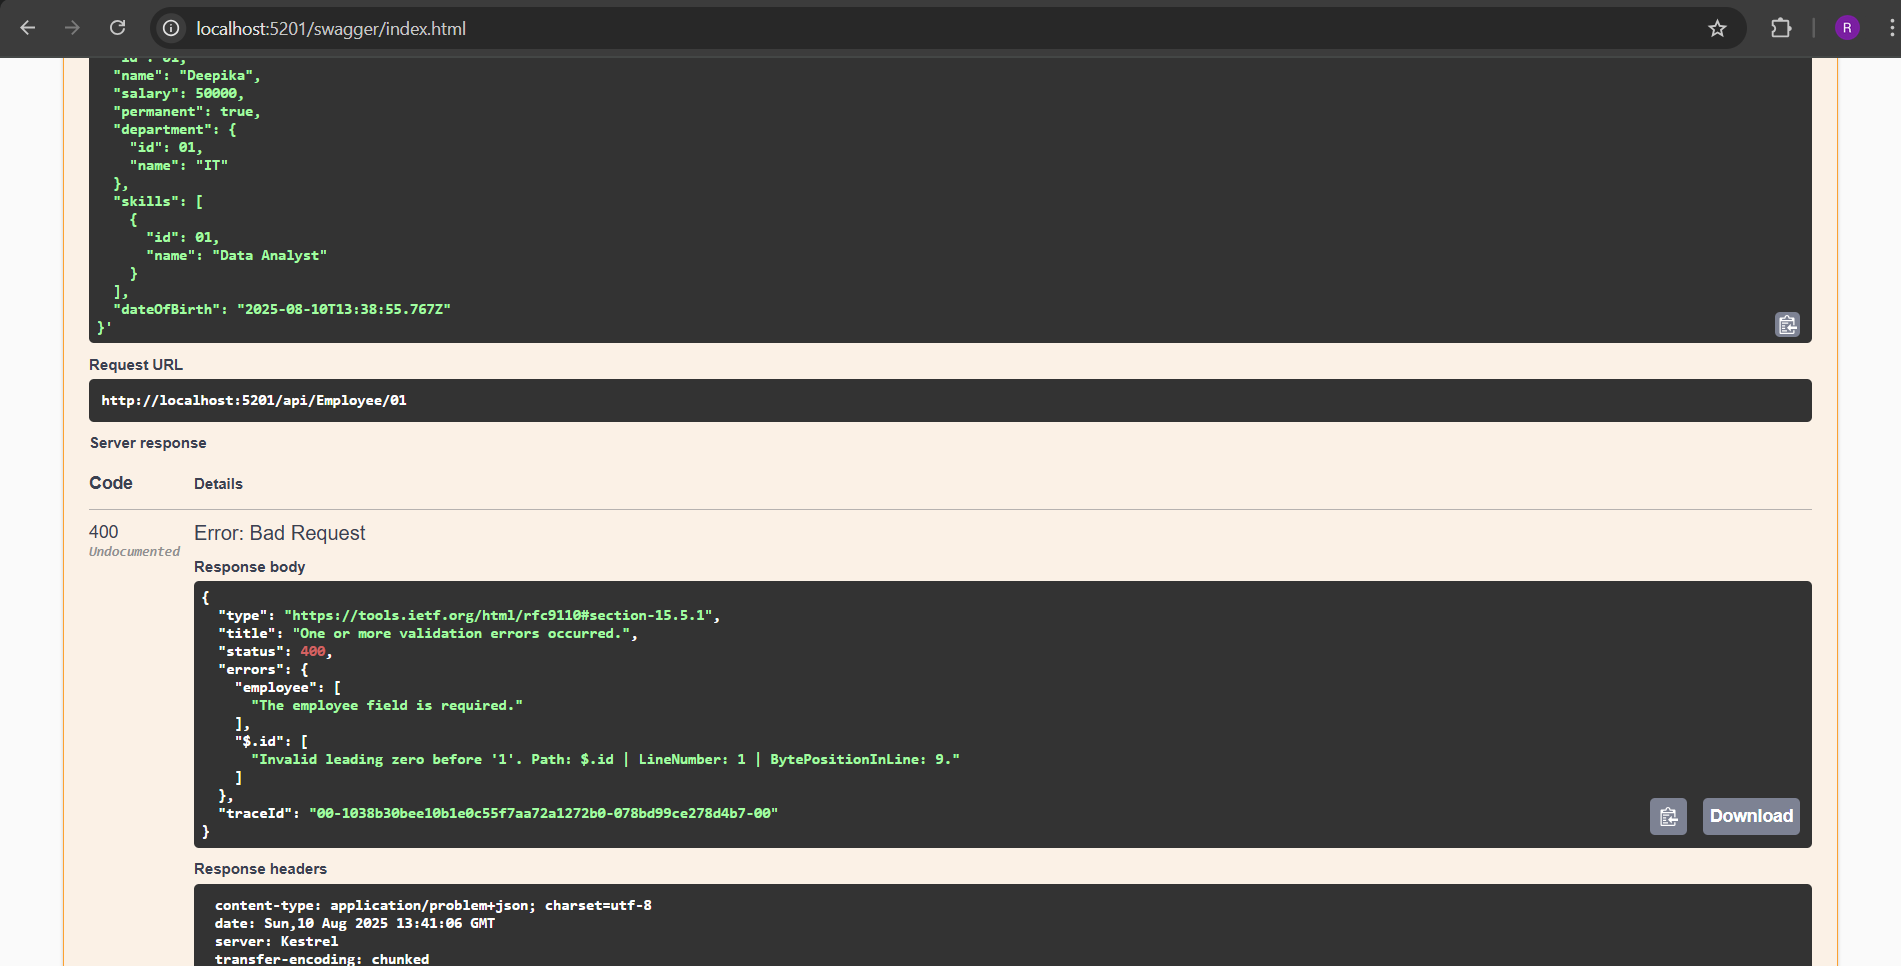 localhost:5201/swagger/index.html
R
"id": 01,
"name": "Deepika",
"salary": 50000,
"permanent": true,
"department": {
"id": 01,
"name": "IT"
},
"skills": [
{
"id": 01,
"name": "Data Analyst"
}
],
"dateOfBirth": "2025-08-10T13:38:55.767Z"
}'
Request URL
http://localhost:5201/api/Employee/01
Server response
Code Details
400 Error: Bad Request
Undocumented
Response body
{
"type": "https://tools.ietf.org/html/rfc9110#section-15.5.1",
"title": "One or more validation errors occurred.",
"status": 400,
"errors": {
"employee": [
"The employee field is required."
],
"$.id": [
"Invalid leading zero before '1'. Path: $.id | LineNumber: 1 | BytePositionInLine: 9."
]
},
"traceId": "00-1038b30bee10b1e0c55f7aa72a1272b0-078bd99ce278d4b7-00"
}
Download
Response headers
content-type: application/problem+json; charset=utf-8
date: Sun,10 Aug 2025 13:41:06 GMT
server: Kestrel
transfer-encoding: chunked